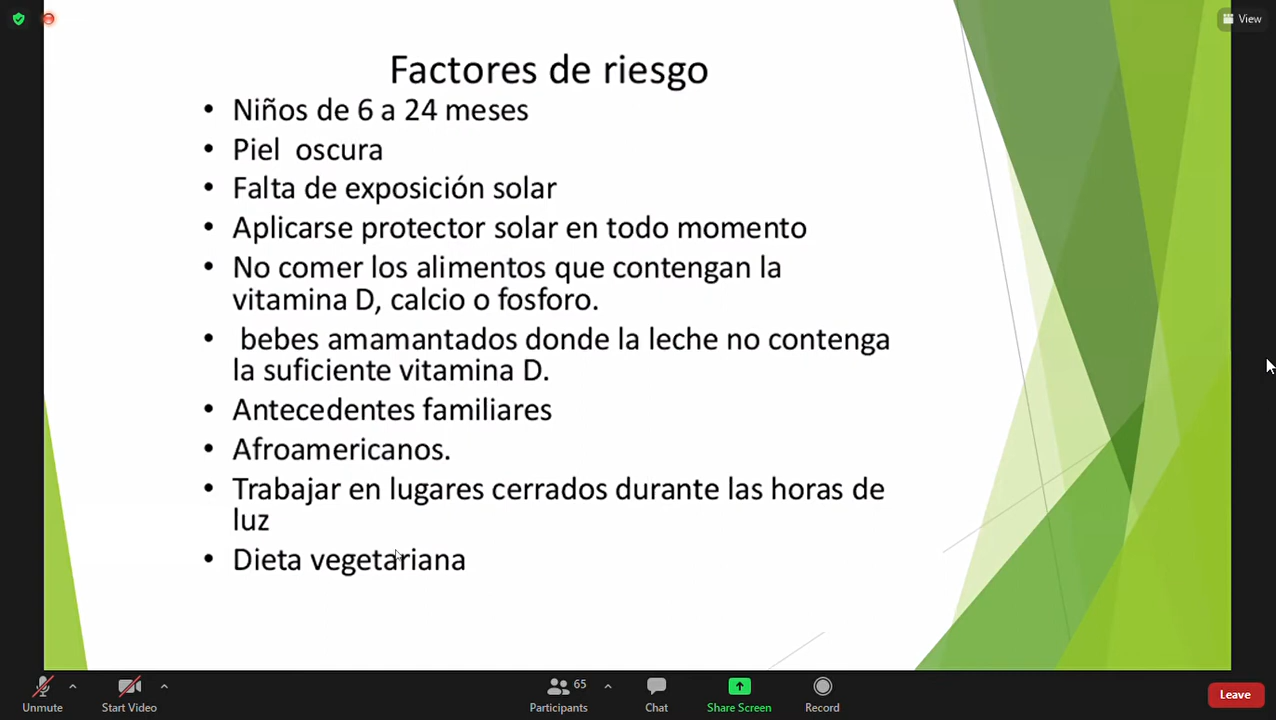 View
Factores de riesgo
• Niños de 6 a 24 meses
• Piel oscura
• Falta de exposición solar
• Aplicarse protector solar en todo momento
• No comer los alimentos que contengan la
vitamina D, calcio o fosforo.
• bebes amamantados donde la leche no contenga
la suficiente vitamina D.
• Antecedentes familiares
• Afroamericanos.
• Trabajar en lugares cerrados durante las horas de
luz
• Dieta vegetariana
65
Unmute Start Video Participants Chat Share Screen Record Leave